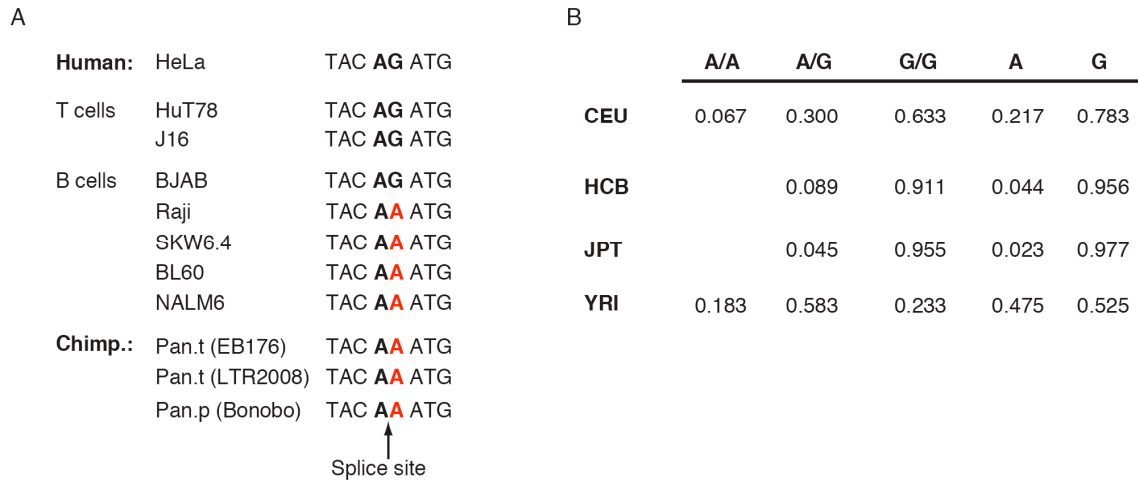 A
Human: HeLa TAC AG ATG
T cells HuT78 TAC AG ATG
J16 TAC AG ATG
B cells BJAB TAC AG ATG
Raji TAC AA ATG
SKW6.4 TAC AA ATG
BL60 TAC AA ATG
NALM6 TAC AA ATG
Chimp.: Pan.t (EB176) TAC AA ATG
Pan.t (LTR2008) TAC AA ATG
Pan.p (Bonobo) TAC AA ATG
Splice site
B
A/A A/G G/G A G
CEU 0.067 0.300 0.633 0.217 0.783
HCB 0.089 0.911 0.044 0.956
JPT 0.045 0.955 0.023 0.977
YRI 0.183 0.583 0.233 0.475 0.525